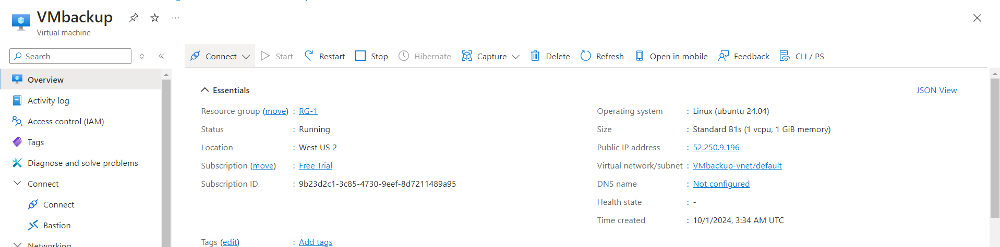 VMbackup
Virtual machine
Search
Connect Start Restart Stop Hibernate Capture Delete Refresh Open in mobile Feedback CLI / PS
Overview
Activity log
Access control (IAM)
Tags
Diagnose and solve problems
Connect
Connect
Bastion
Networking
Essentials
JSON View
Resource group (move) : RG-1
Status : Running
Location : West US 2
Subscription (move) : Free Trial
Subscription ID : 9b23d2c1-3c85-4730-9eef-8d7211489a95
Operating system : Linux (ubuntu 24.04)
Size : Standard B1s (1 vcpu, 1 GiB memory)
Public IP address : 52.250.9.196
Virtual network/subnet : VMbackup-vnet/default
DNS name : Not configured
Health state : -
Time created : 10/1/2024, 3:34 AM UTC
Tags (edit) : Add tags